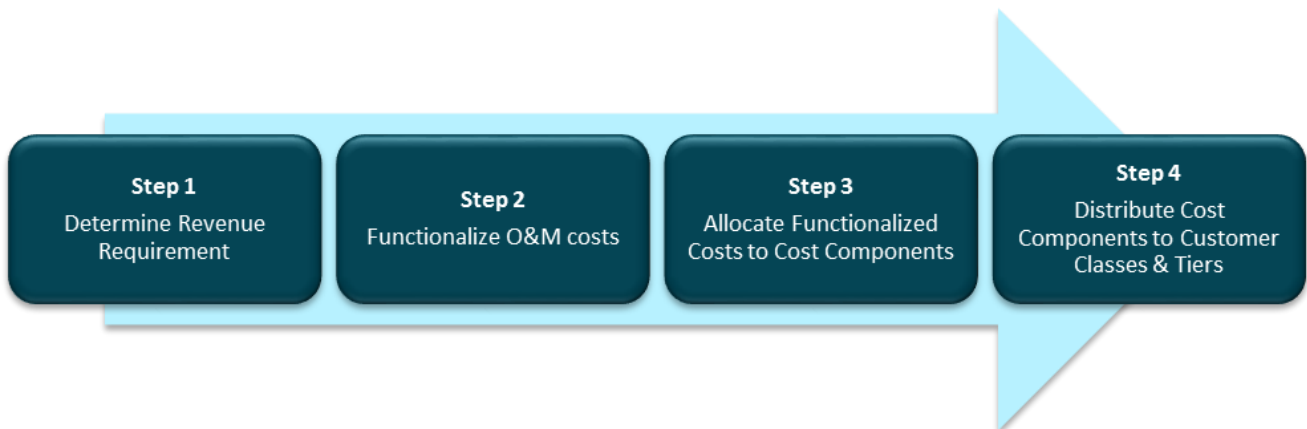 Step 1
Determine Revenue
Requirement
Step 2
Functionalize O&M costs
Step 3
Allocate Functionalized
Costs to Cost Components
Step 4
Distribute Cost
Components to Customer
Classes & Tiers